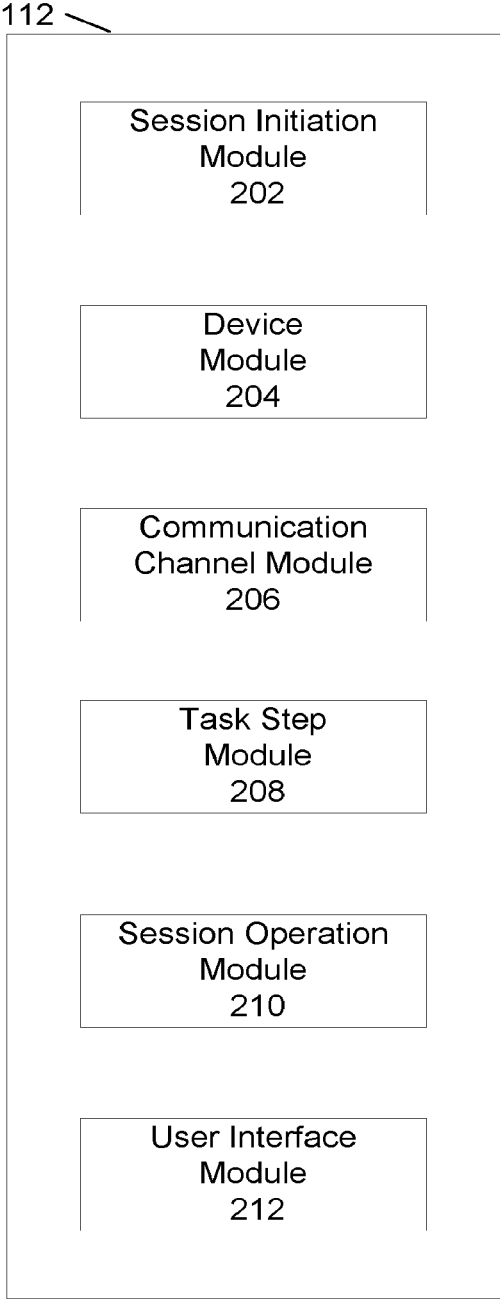 112
Session Initiation
Module
202
Device
Module
204
Communication
Channel Module
206
Task Step
Module
208
Session Operation
Module
210
User Interface
Module
212